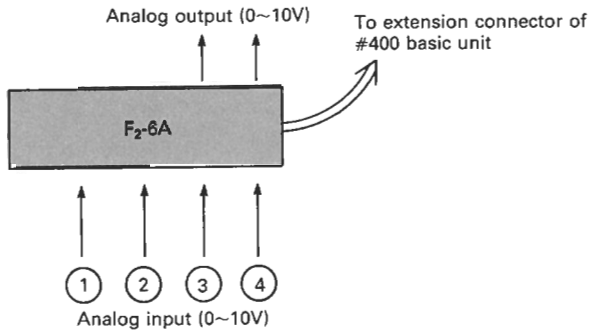 Analog output (0~10V)
To extension connector of
#400 basic unit
F₂-6A
1 2 3 4
Analog input (0~10V)